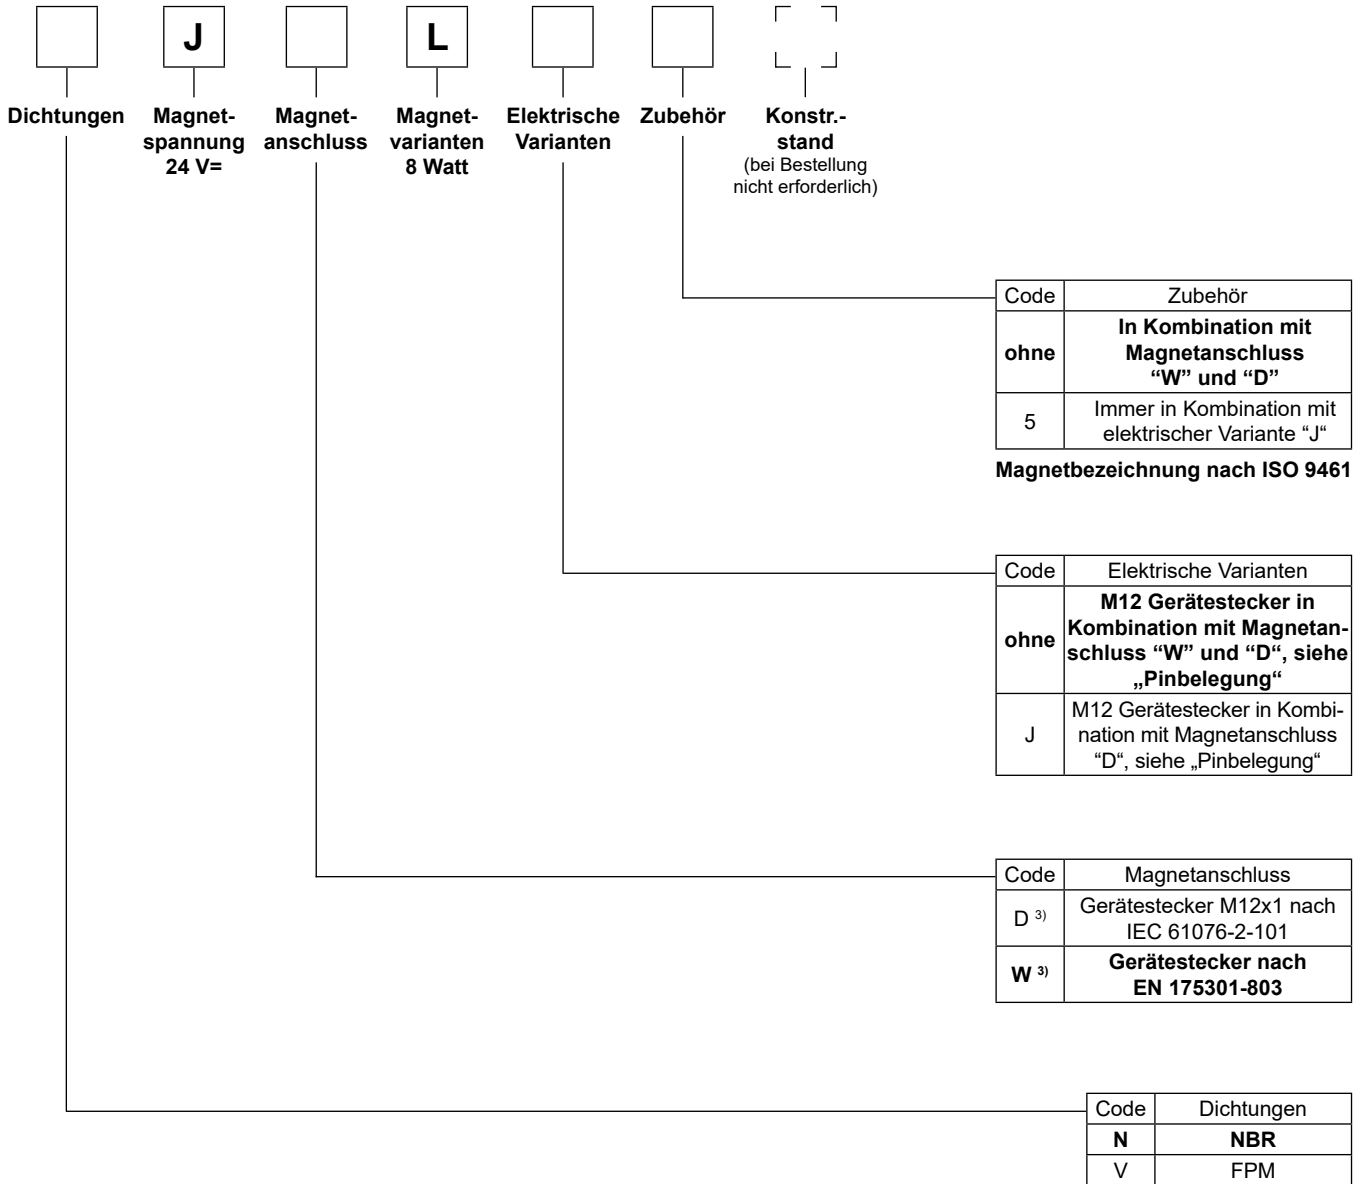 J
L
Dichtungen
Magnet-
spannung
24 V=
Magnet-
anschluss
Magnet-
varianten
8 Watt
Elektrische
Varianten
Zubehör
Konstr.-
stand
(bei Bestellung
nicht erforderlich)
Code Zubehör
ohne In Kombination mit
Magnetanschluss
“W” und “D”
5 Immer in Kombination mit
elektrischer Variante “J“
Magnetbezeichnung nach ISO 9461
Code Elektrische Varianten
ohne M12 Gerätestecker in
Kombination mit Magnetan-
schluss “W” und “D“, siehe
„Pinbelegung“
J M12 Gerätestecker in Kombi-
nation mit Magnetanschluss
“D“, siehe „Pinbelegung“
Code Magnetanschluss
D ³⁾ Gerätestecker M12x1 nach
IEC 61076-2-101
W ³⁾ Gerätestecker nach
EN 175301-803
Code Dichtungen
N NBR
V FPM